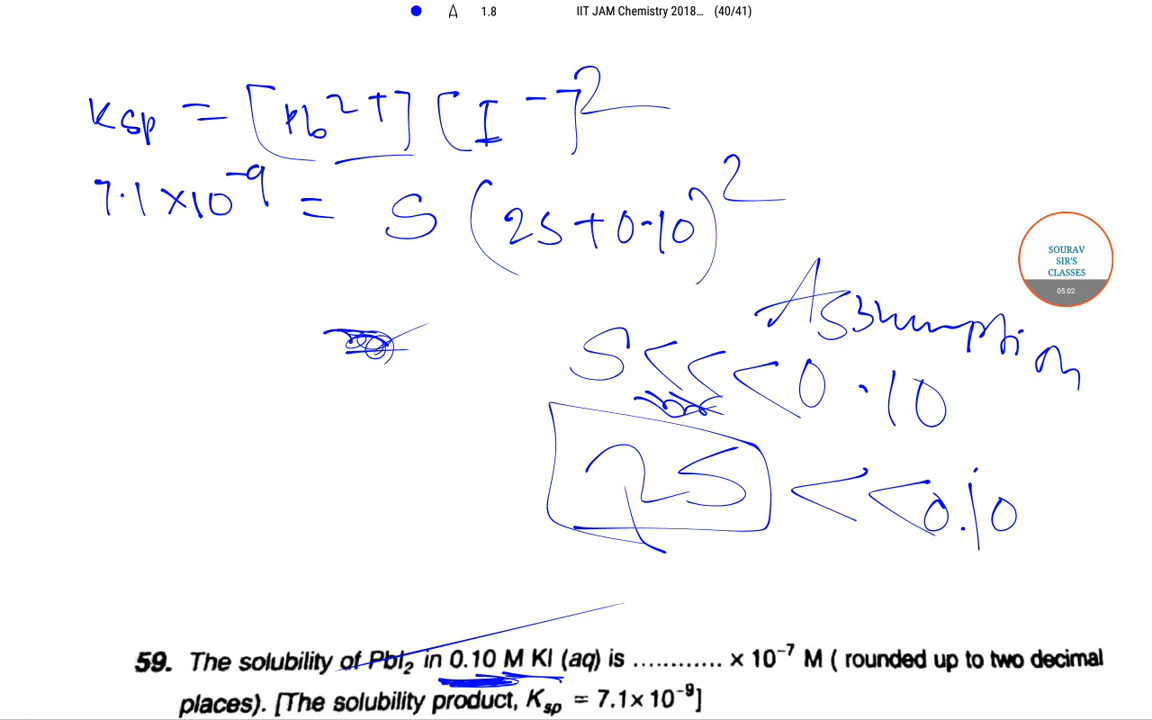 1.8 IIT JAM Chemistry 2018... (40/41)
Ksp = [Pb2+] [I-]2
7.1×10-9 = S (2S+0.10)2
SOURAV
SIR'S
CLASSES
05:02
Assumption
S<<<0.10
2S <<0.10
59. The solubility of PbI2 in 0.10 M KI (aq) is ............ × 10-7 M ( rounded up to two decimal
places). [The solubility product, Ksp = 7.1× 10-9]